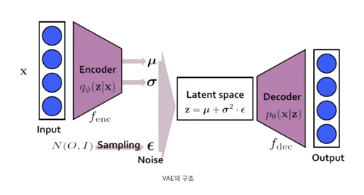 x
Input
Encoder
qϕ(z|x)
f_enc
μ
σ
N(O, I) Sampling ϵ
Noise
Latent space
z = μ + σ² · ϵ
Decoder
pθ(x|z)
f_dec
Output
VAE의 구조